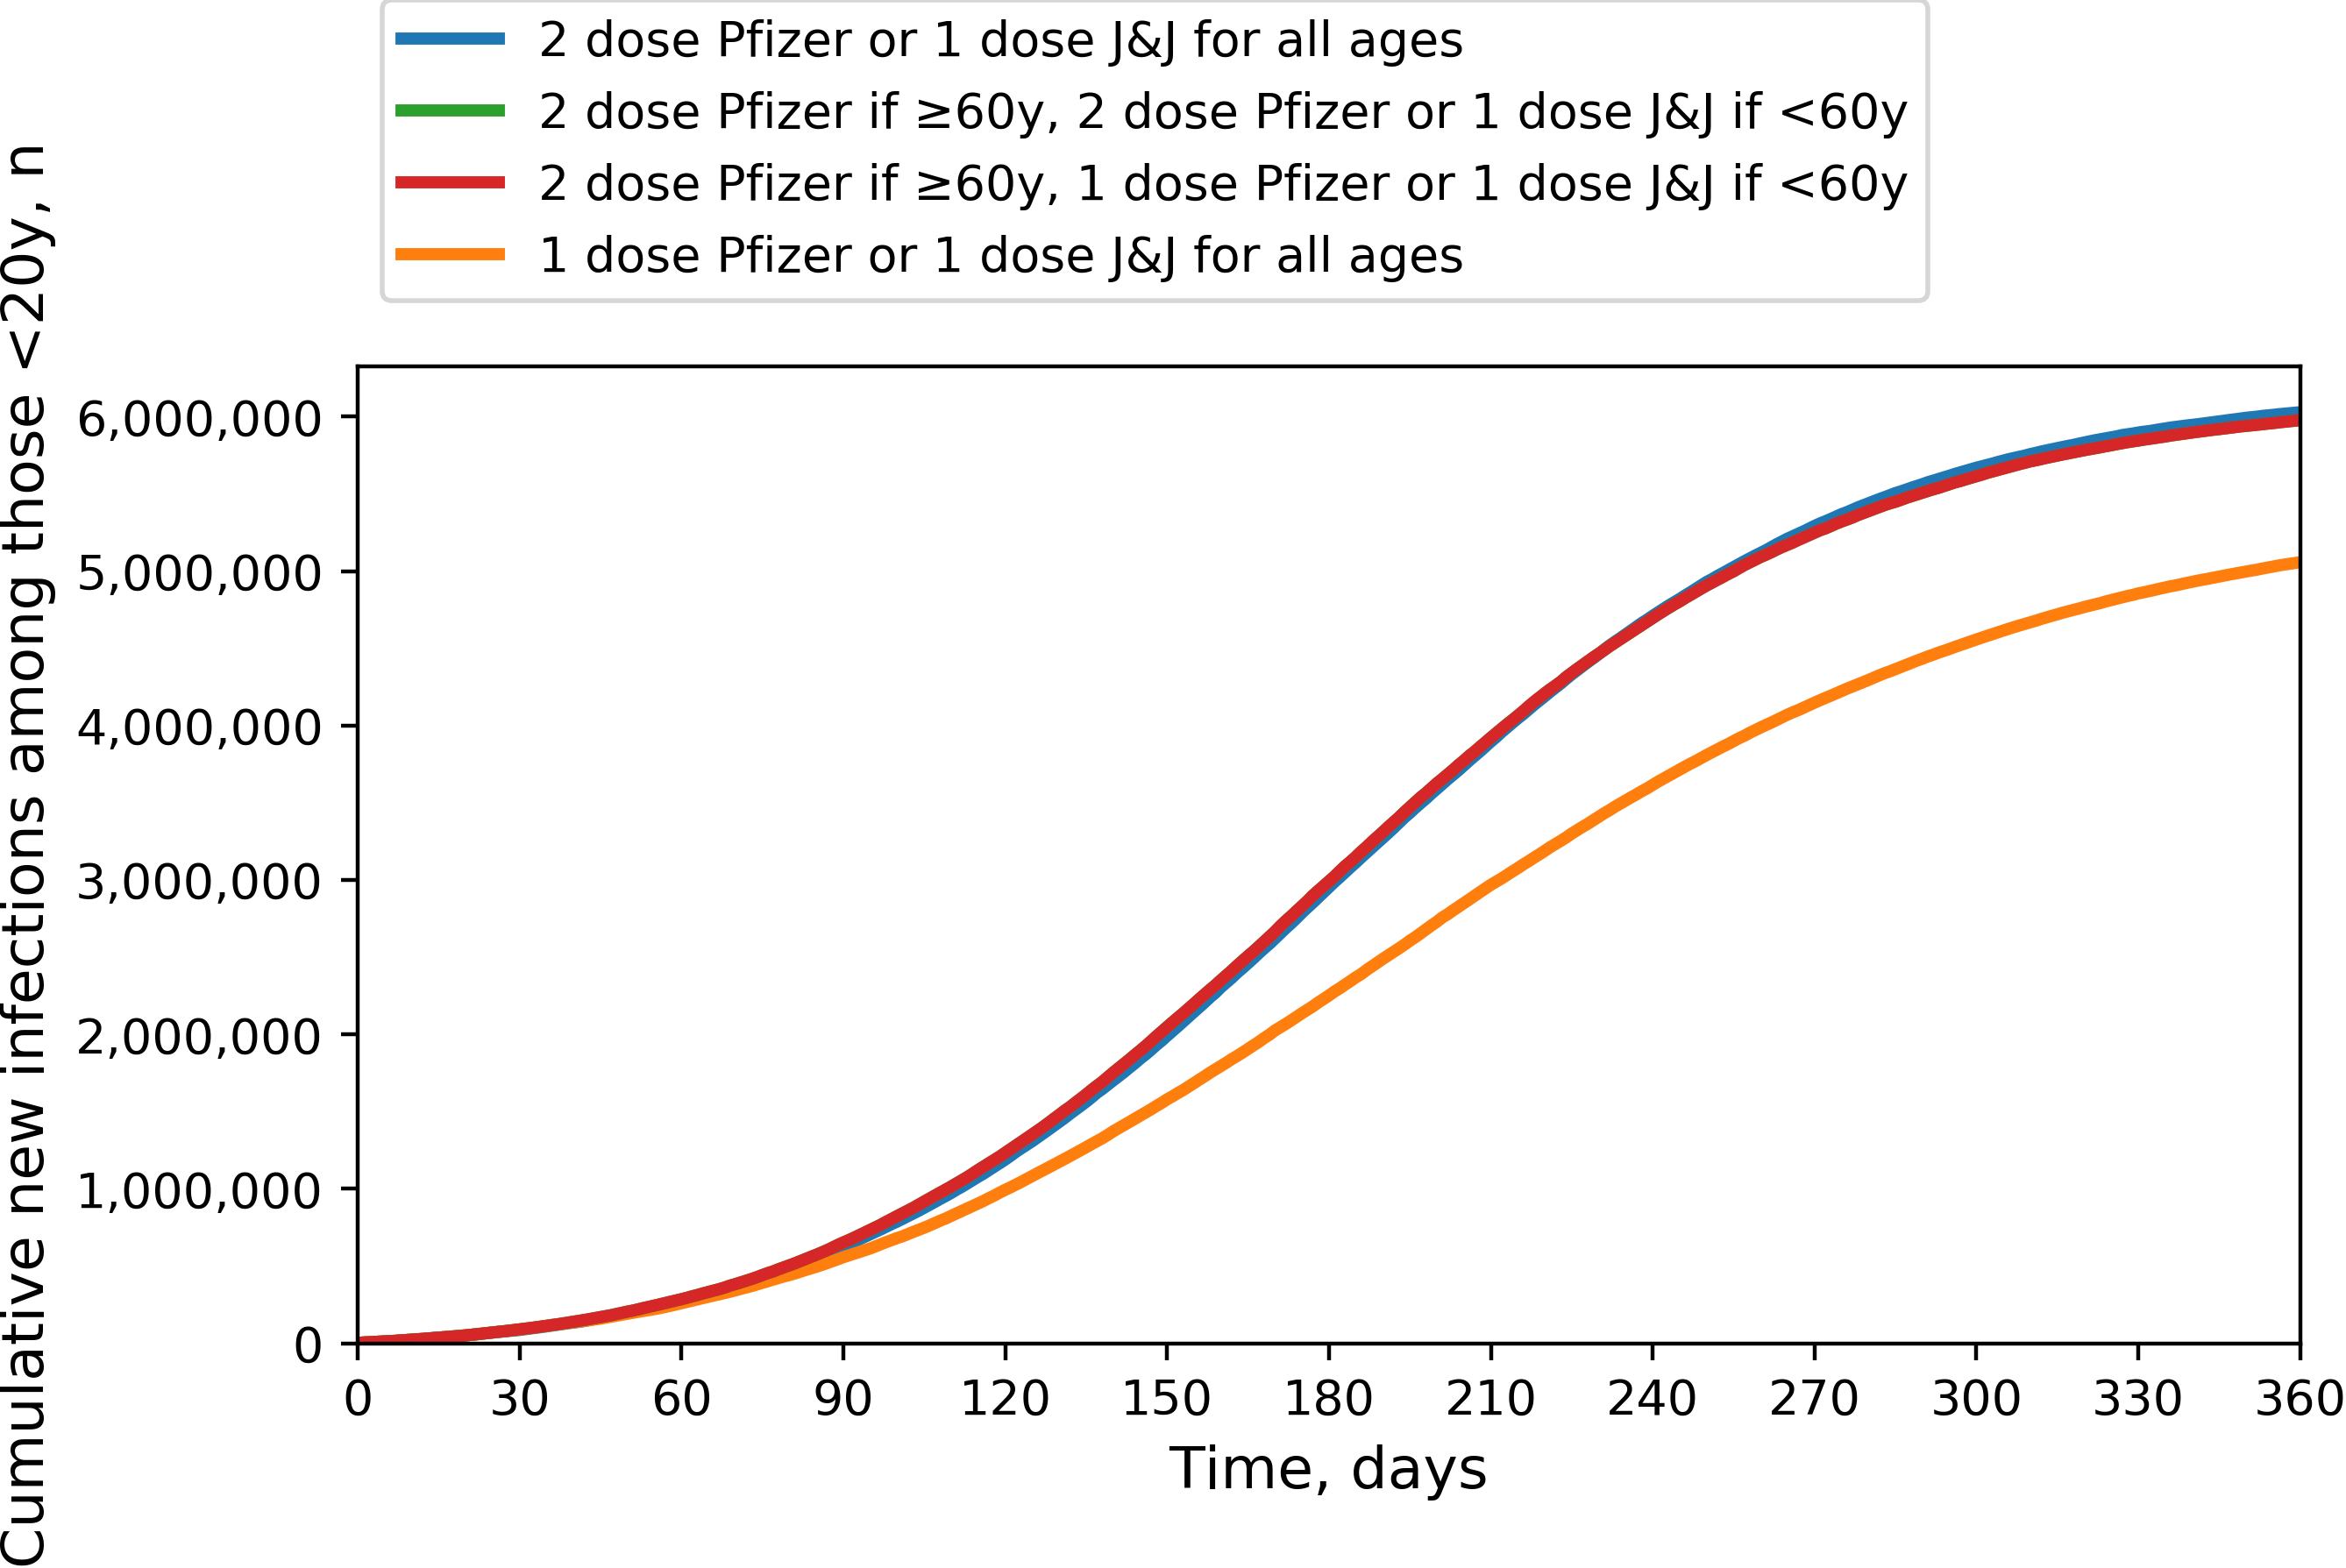 2 dose Pfizer or 1 dose J&J for all ages
2 dose Pfizer if ≥60y, 2 dose Pfizer or 1 dose J&J if <60y
2 dose Pfizer if ≥60y, 1 dose Pfizer or 1 dose J&J if <60y
1 dose Pfizer or 1 dose J&J for all ages
Cumulative new infections among those <20y, n
6,000,000
5,000,000
4,000,000
3,000,000
2,000,000
1,000,000
0
0 30 60 90 120 150 180 210 240 270 300 330 360
Time, days